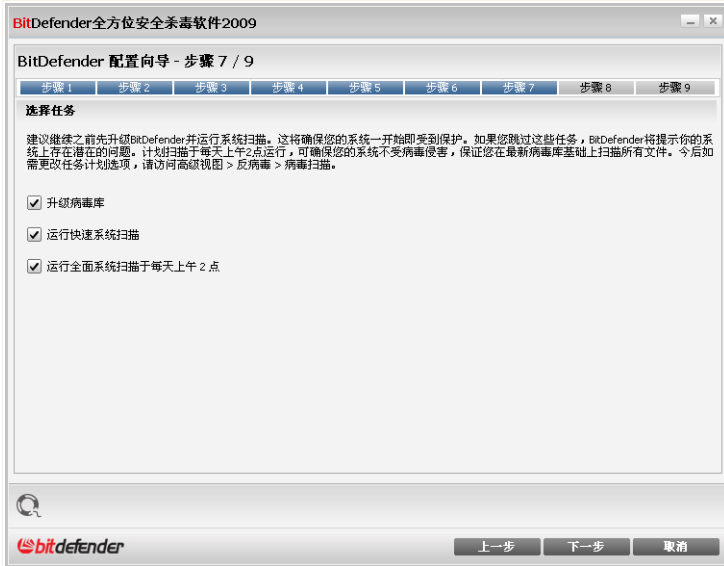 BitDefender全方位安全杀毒软件2009
BitDefender 配置向导 - 步骤 7 / 9
步骤 1 步骤 2 步骤 3 步骤 4 步骤 5 步骤 6 步骤 7 步骤 8 步骤 9
选择任务
建议继续之前先升级BitDefender并运行系统扫描。这将确保您的系统一开始即受到保护。如果您跳过这些任务，BitDefender将提示你的系
统上存在潜在的问题。计划扫描于每天上午2点运行，可确保您的系统不受病毒侵害，保证您在最新病毒库基础上扫描所有文件。今后如
需更改任务计划选项，请访问高级视图 > 反病毒 > 病毒扫描。
升级病毒库
运行快速系统扫描
运行全面系统扫描于每天上午 2 点
bitdefender
上一步 下一步 取消